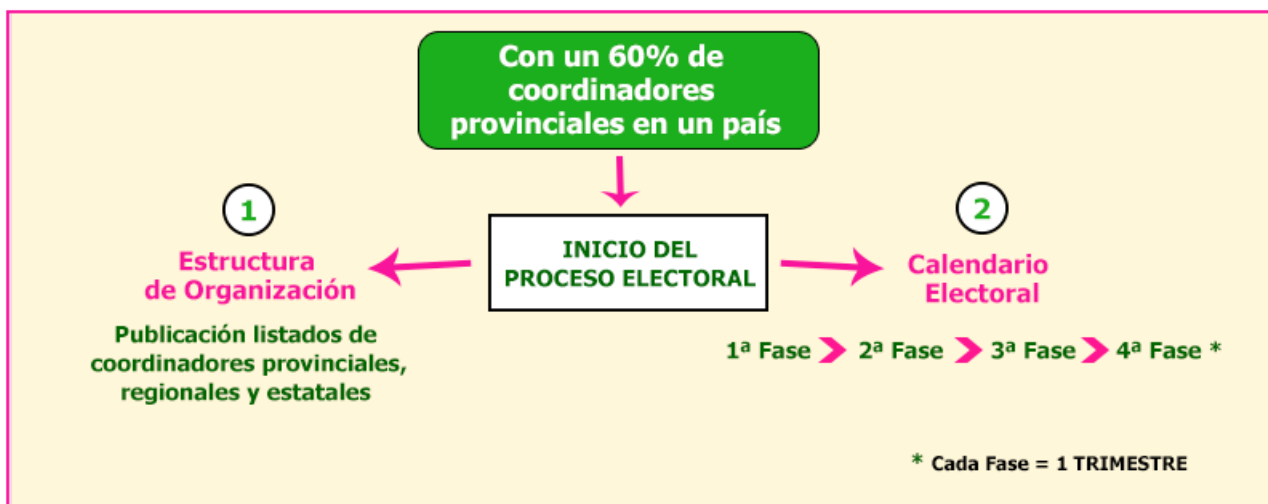 Con un 60% de
coordinadores
provinciales en un país
INICIO DEL
PROCESO ELECTORAL
1
Estructura
de Organización
Publicación listados de
coordinadores provinciales,
regionales y estatales
2
Calendario
Electoral
1ª Fase 2ª Fase 3ª Fase 4ª Fase *
* Cada Fase = 1 TRIMESTRE